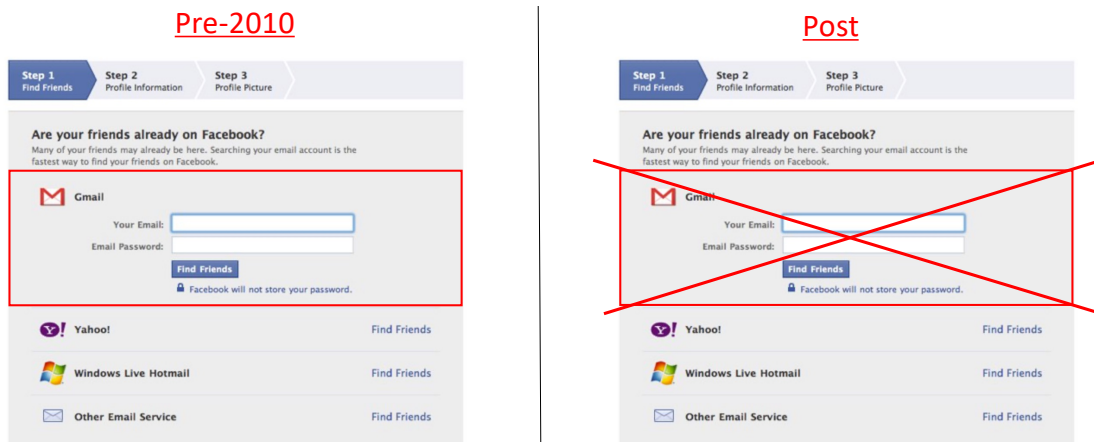 Pre-2010
Step 1
Find Friends
Step 2
Profile Information
Step 3
Profile Picture
Are your friends already on Facebook?
Many of your friends may already be here. Searching your email account is the
fastest way to find your friends on Facebook.
Gmail
Your Email:
Email Password:
Find Friends
Facebook will not store your password.
Y! Yahoo! Find Friends
Windows Live Hotmail Find Friends
Other Email Service Find Friends
Post
Step 1
Find Friends
Step 2
Profile Information
Step 3
Profile Picture
Are your friends already on Facebook?
Many of your friends may already be here. Searching your email account is the
fastest way to find your friends on Facebook.
Gmail
Your Email:
Email Password:
Find Friends
Facebook will not store your password.
Y! Yahoo! Find Friends
Windows Live Hotmail Find Friends
Other Email Service Find Friends